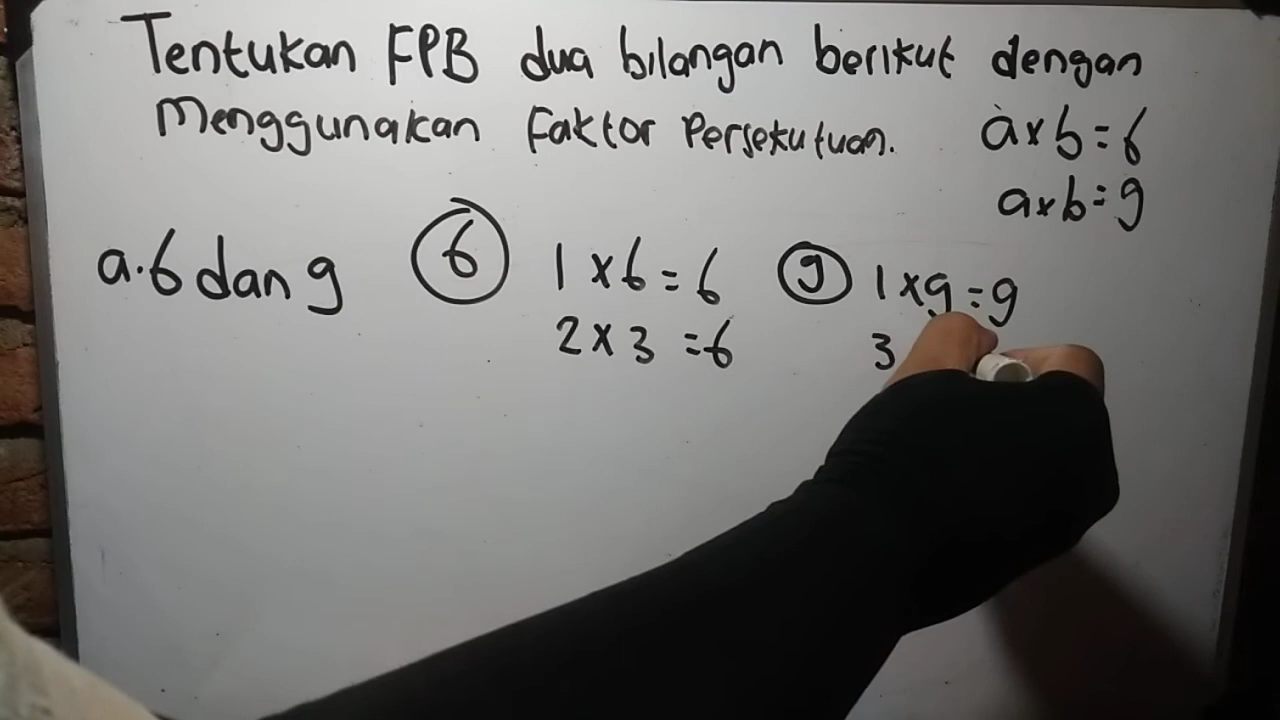 Tentukan FPB dua bilangan berikut dengan
Menggunakan Faktor Persekutuan.
a x b = 6
a x b = 9
a. 6 dan 9
6
1 x 6 = 6
2 x 3 = 6
9
1 x 9 = 9
3